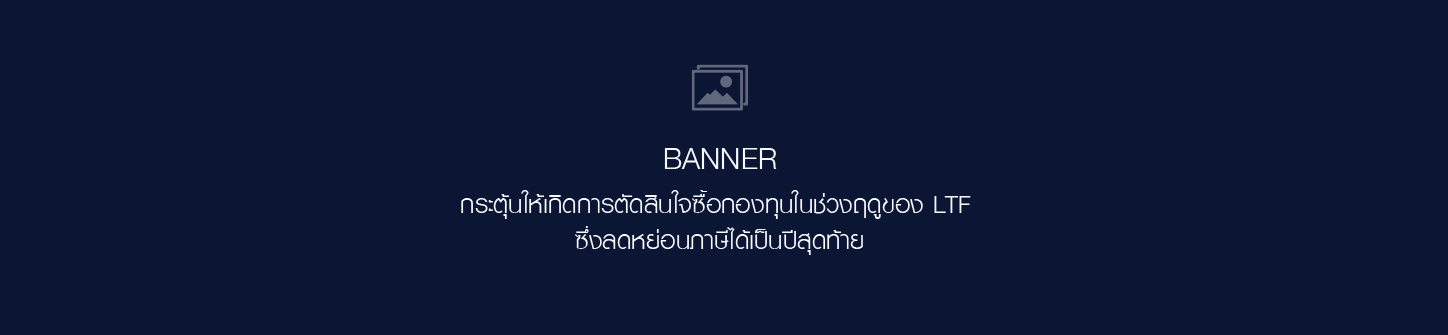 BANNER
กระตุ้นให้เกิดการตัดสินใจซื้อกองทุนในช่วงฤดูของ LTF
ซึ่งลดหย่อนภาษีได้เป็นปีสุดท้าย